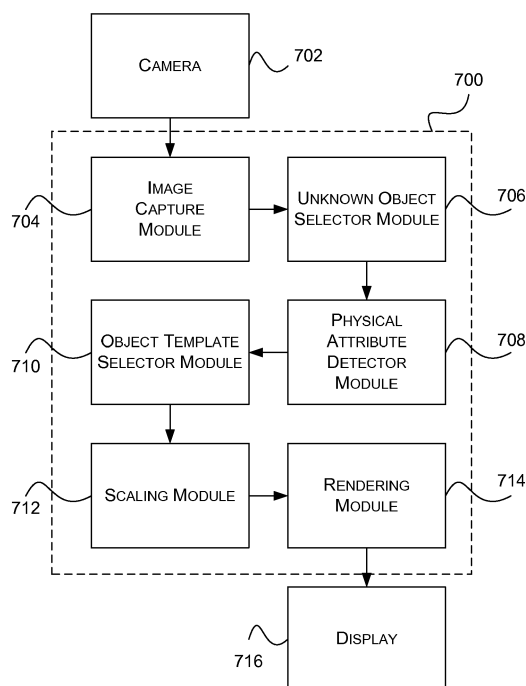 CAMERA
702
700
IMAGE
CAPTURE
MODULE
704
UNKNOWN OBJECT
SELECTOR MODULE
706
OBJECT TEMPLATE
SELECTOR MODULE
710
PHYSICAL
ATTRIBUTE
DETECTOR
MODULE
708
SCALING MODULE
712
RENDERING
MODULE
714
DISPLAY
716